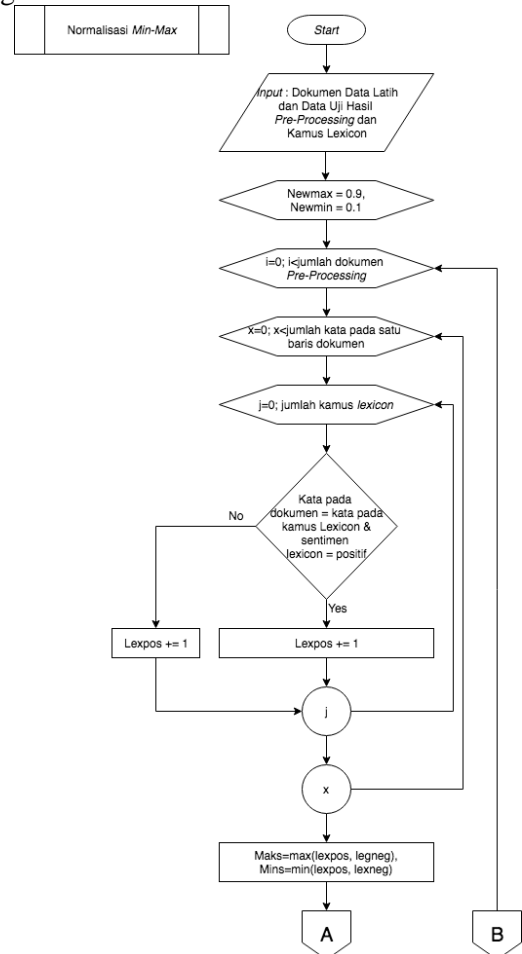 g
Normalisasi Min-Max
Start
Input : Dokumen Data Latih
dan Data Uji Hasil
Pre-Processing dan
Kamus Lexicon
Newmax = 0.9,
Newmin = 0.1
i=0; i<jumlah dokumen
Pre-Processing
x=0; x<jumlah kata pada satu
baris dokumen
j=0; jumlah kamus lexicon
Kata pada
dokumen = kata pada
kamus Lexicon &
sentimen
lexicon = positif
No
Yes
Lexpos += 1
Lexpos += 1
j
x
Maks=max(lexpos, legneg),
Mins=min(lexpos, lexneg)
A
B